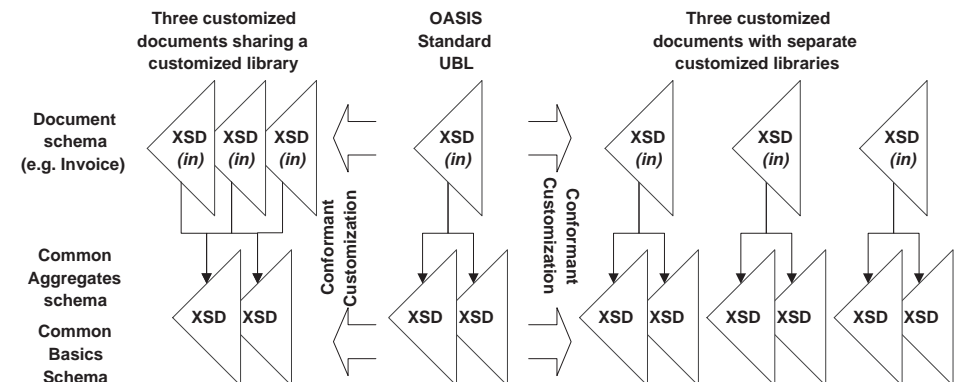 Three customized
documents sharing a
customized library
OASIS
Standard
UBL
Three customized
documents with separate
customized libraries
Document
schema
(e.g. Invoice)
XSD
(in)
XSD
(in)
XSD
(in)
XSD
(in)
XSD
(in)
XSD
(in)
XSD
(in)
Conformant
Customization
Conformant
Customization
Common
Aggregates
schema
Common
Basics
Schema
XSD
XSD
XSD
XSD
XSD
XSD
XSD
XSD
XSD
XSD